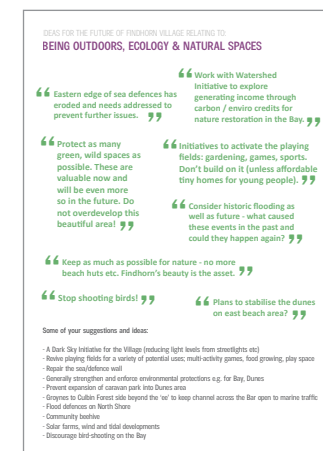 IDEAS FOR THE FUTURE OF FINDHORN VILLAGE RELATING TO:
BEING OUTDOORS, ECOLOGY & NATURAL SPACES
“ Work with Watershed
Initiative to explore
generating income through
carbon / enviro credits for
nature restoration in the Bay. ”
“ Eastern edge of sea defences has
eroded and needs addressed to
prevent further issues. ”
“ Protect as many
green, wild spaces as
possible. These are
valuable now and
will be even more
so in the future. Do
not overdevelop this
beautiful area! ”
“ Initiatives to activate the playing
fields: gardening, games, sports.
Don't build on it (unless affordable
tiny homes for young people). ”
“ Consider historic flooding as
well as future - what caused
these events in the past and
could they happen again? ”
“ Keep as much as possible for nature - no more
beach huts etc. Findhorn's beauty is the asset. ”
“ Stop shooting birds! ”
“ Plans to stabilise the dunes
on east beach area? ”
Some of your suggestions and ideas:
- A Dark Sky Initiative for the Village (reducing light levels from streetlights etc)
- Revive playing fields for a variety of potential uses; multi-activity games, food growing, play space
- Repair the sea/defence wall
- Generally strengthen and enforce environmental protections e.g. for Bay, Dunes
- Prevent expansion of caravan park into Dunes area
- Groynes to Culbin Forest side beyond the 'ee' to keep channel across the Bar open to marine traffic
- Flood defences on North Shore
- Community beehive
- Solar farms, wind and tidal developments
- Discourage bird-shooting on the Bay